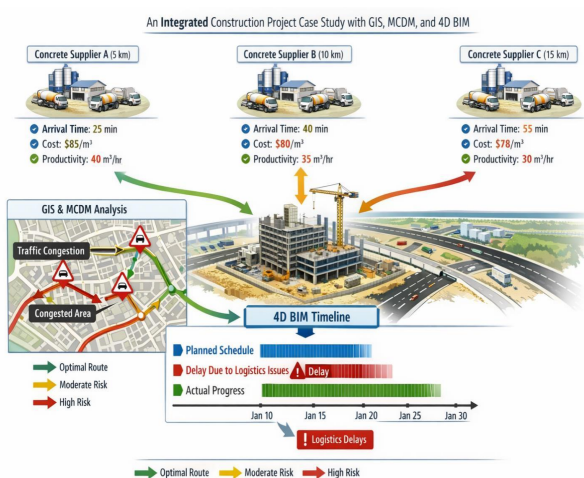 An Integrated Construction Project Case Study with GIS, MCDM, and 4D BIM
Concrete Supplier A (5 km)
Arrival Time: 25 min
Cost: $85/m³
Productivity: 40 m³/hr
Concrete Supplier B (10 km)
Arrival Time: 40 min
Cost: $80/m³
Productivity: 35 m³/hr
Concrete Supplier C (15 km)
Arrival Time: 55 min
Cost: $78/m³
Productivity: 30 m³/hr
GIS & MCDM Analysis
Traffic Congestion
Congested Area
Optimal Route
Moderate Risk
High Risk
4D BIM Timeline
Planned Schedule
Delay Due to Logistics Issues
Delay
Actual Progress
Jan 10
Jan 15
Jan 20
Jan 25
Jan 30
! Logistics Delays
Optimal Route
Moderate Risk
High Risk